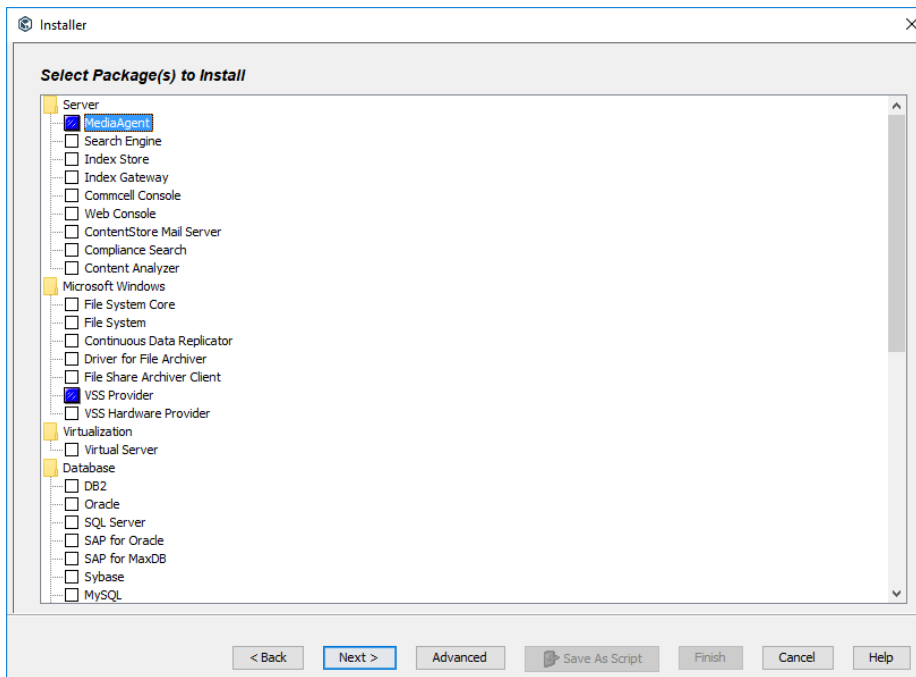 Installer
Select Package(s) to Install
Server
MediaAgent
Search Engine
Index Store
Index Gateway
Commcell Console
Web Console
ContentStore Mail Server
Compliance Search
Content Analyzer
Microsoft Windows
File System Core
File System
Continuous Data Replicator
Driver for File Archiver
File Share Archiver Client
VSS Provider
VSS Hardware Provider
Virtualization
Virtual Server
Database
DB2
Oracle
SQL Server
SAP for Oracle
SAP for MaxDB
Sybase
MySQL
< Back Next > Advanced Save As Script Finish Cancel Help